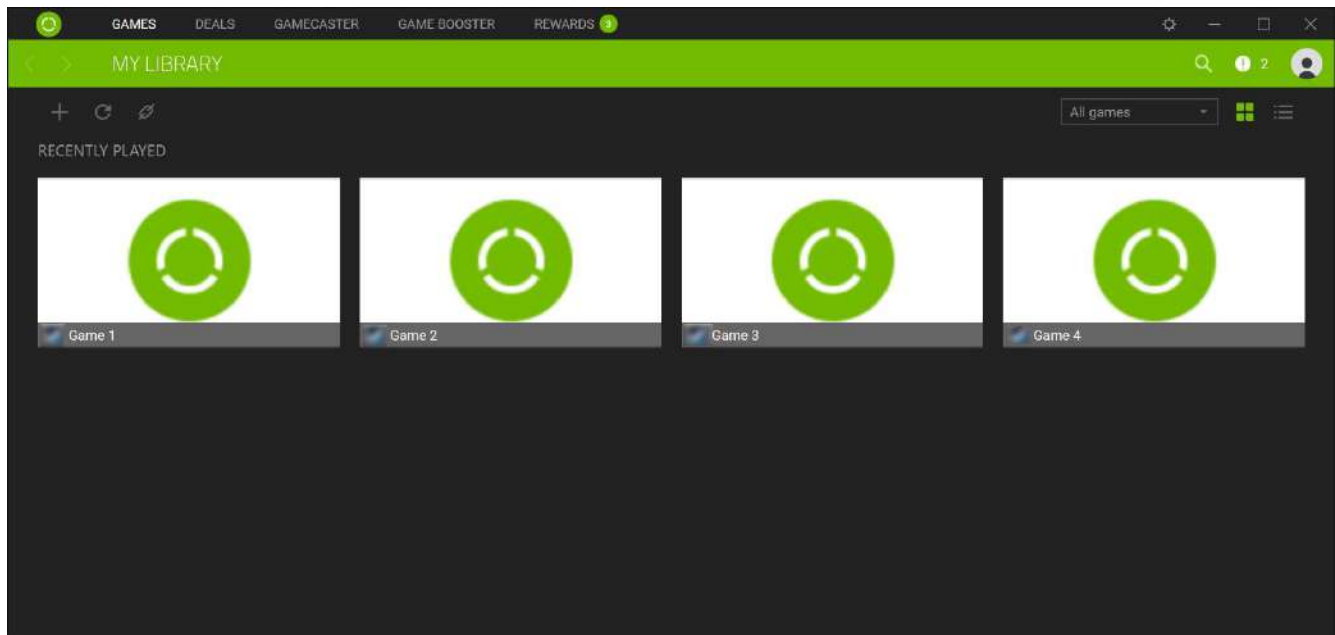 GAMES DEALS GAMECASTER GAME BOOSTER REWARDS 3
MY LIBRARY 2
All games
RECENTLY PLAYED
Game 1 Game 2 Game 3 Game 4